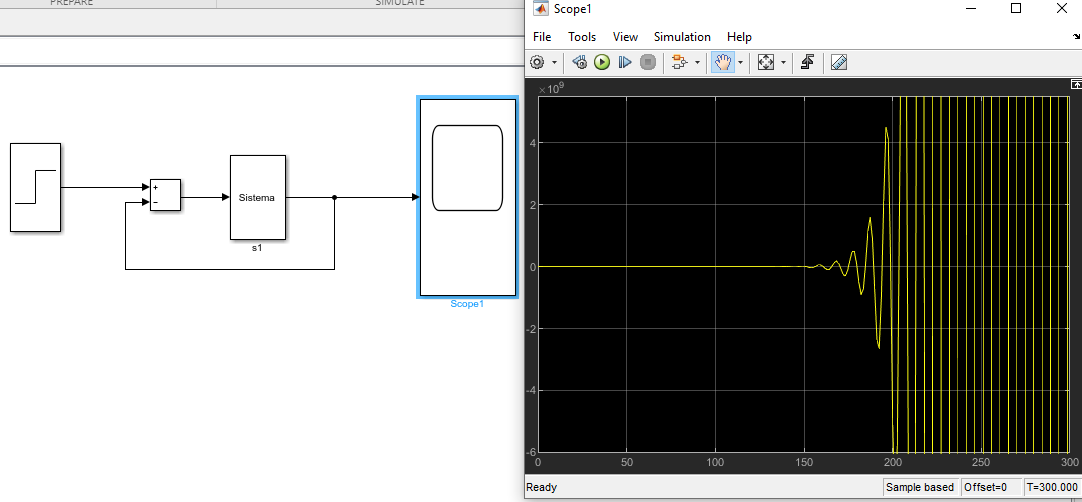 PREPARE
SIMULATE
Scope1
File Tools View Simulation Help
+
−
Sistema
s1
Scope1
×10⁹
4
2
0
-2
-4
-6
0 50 100 150 200 250 300
Ready
Sample based Offset=0 T=300.000